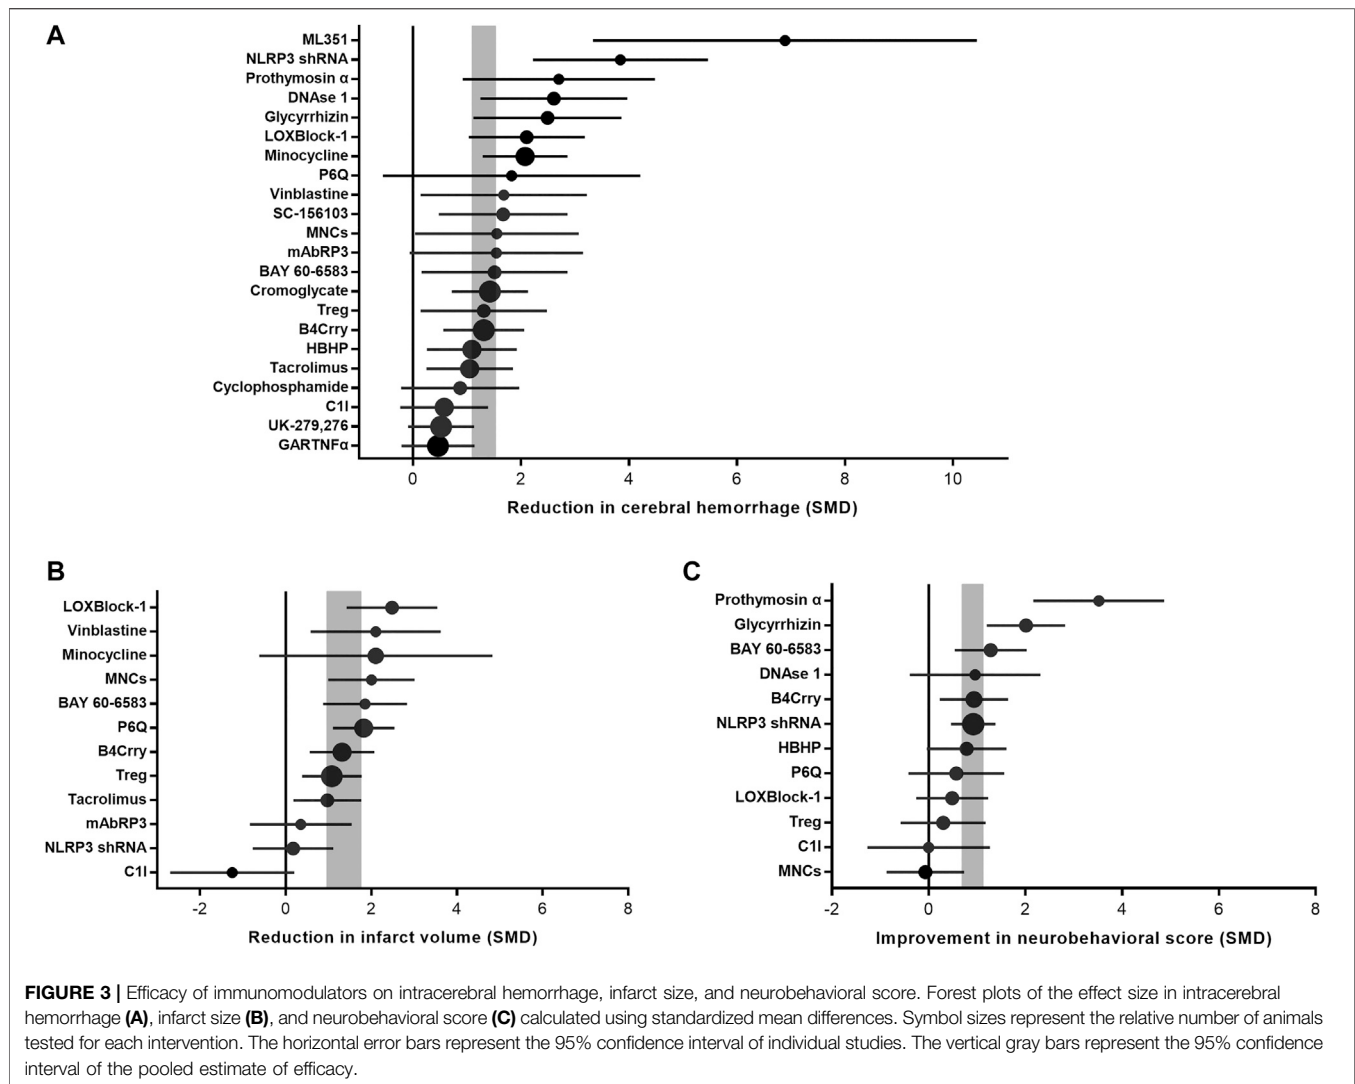 A
ML351
NLRP3 shRNA
Prothymosin α
DNAse 1
Glycyrrhizin
LOXBlock-1
Minocycline
P6Q
Vinblastine
SC-156103
MNCs
mAbRP3
BAY 60-6583
Cromoglycate
Treg
B4Crry
HBHP
Tacrolimus
Cyclophosphamide
C1I
UK-279,276
GARTNFα
0 2 4 6 8 10
Reduction in cerebral hemorrhage (SMD)
B
LOXBlock-1
Vinblastine
Minocycline
MNCs
BAY 60-6583
P6Q
B4Crry
Treg
Tacrolimus
mAbRP3
NLRP3 shRNA
C1I
-2 0 2 4 6 8
Reduction in infarct volume (SMD)
C
Prothymosin α
Glycyrrhizin
BAY 60-6583
DNAse 1
B4Crry
NLRP3 shRNA
HBHP
P6Q
LOXBlock-1
Treg
C1I
MNCs
-2 0 2 4 6 8
Improvement in neurobehavioral score (SMD)
FIGURE 3 | Efficacy of immunomodulators on intracerebral hemorrhage, infarct size, and neurobehavioral score. Forest plots of the effect size in intracerebral
hemorrhage (A), infarct size (B), and neurobehavioral score (C) calculated using standardized mean differences. Symbol sizes represent the relative number of animals
tested for each intervention. The horizontal error bars represent the 95% confidence interval of individual studies. The vertical gray bars represent the 95% confidence
interval of the pooled estimate of efficacy.